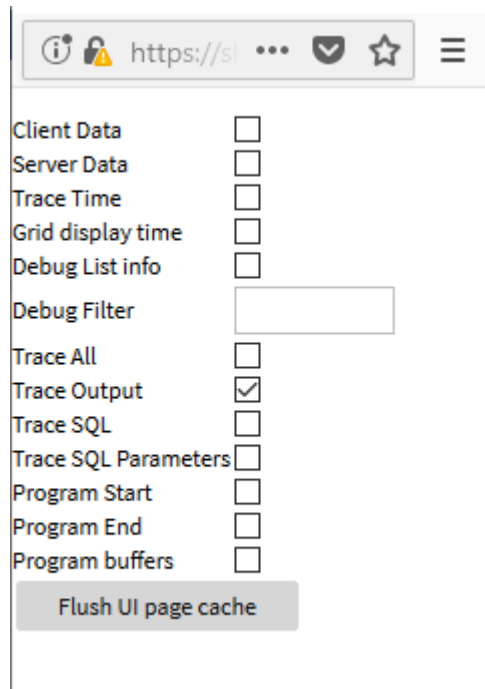 https://s
Client Data
Server Data
Trace Time
Grid display time
Debug List info
Debug Filter
Trace All
Trace Output
Trace SQL
Trace SQL Parameters
Program Start
Program End
Program buffers
Flush UI page cache